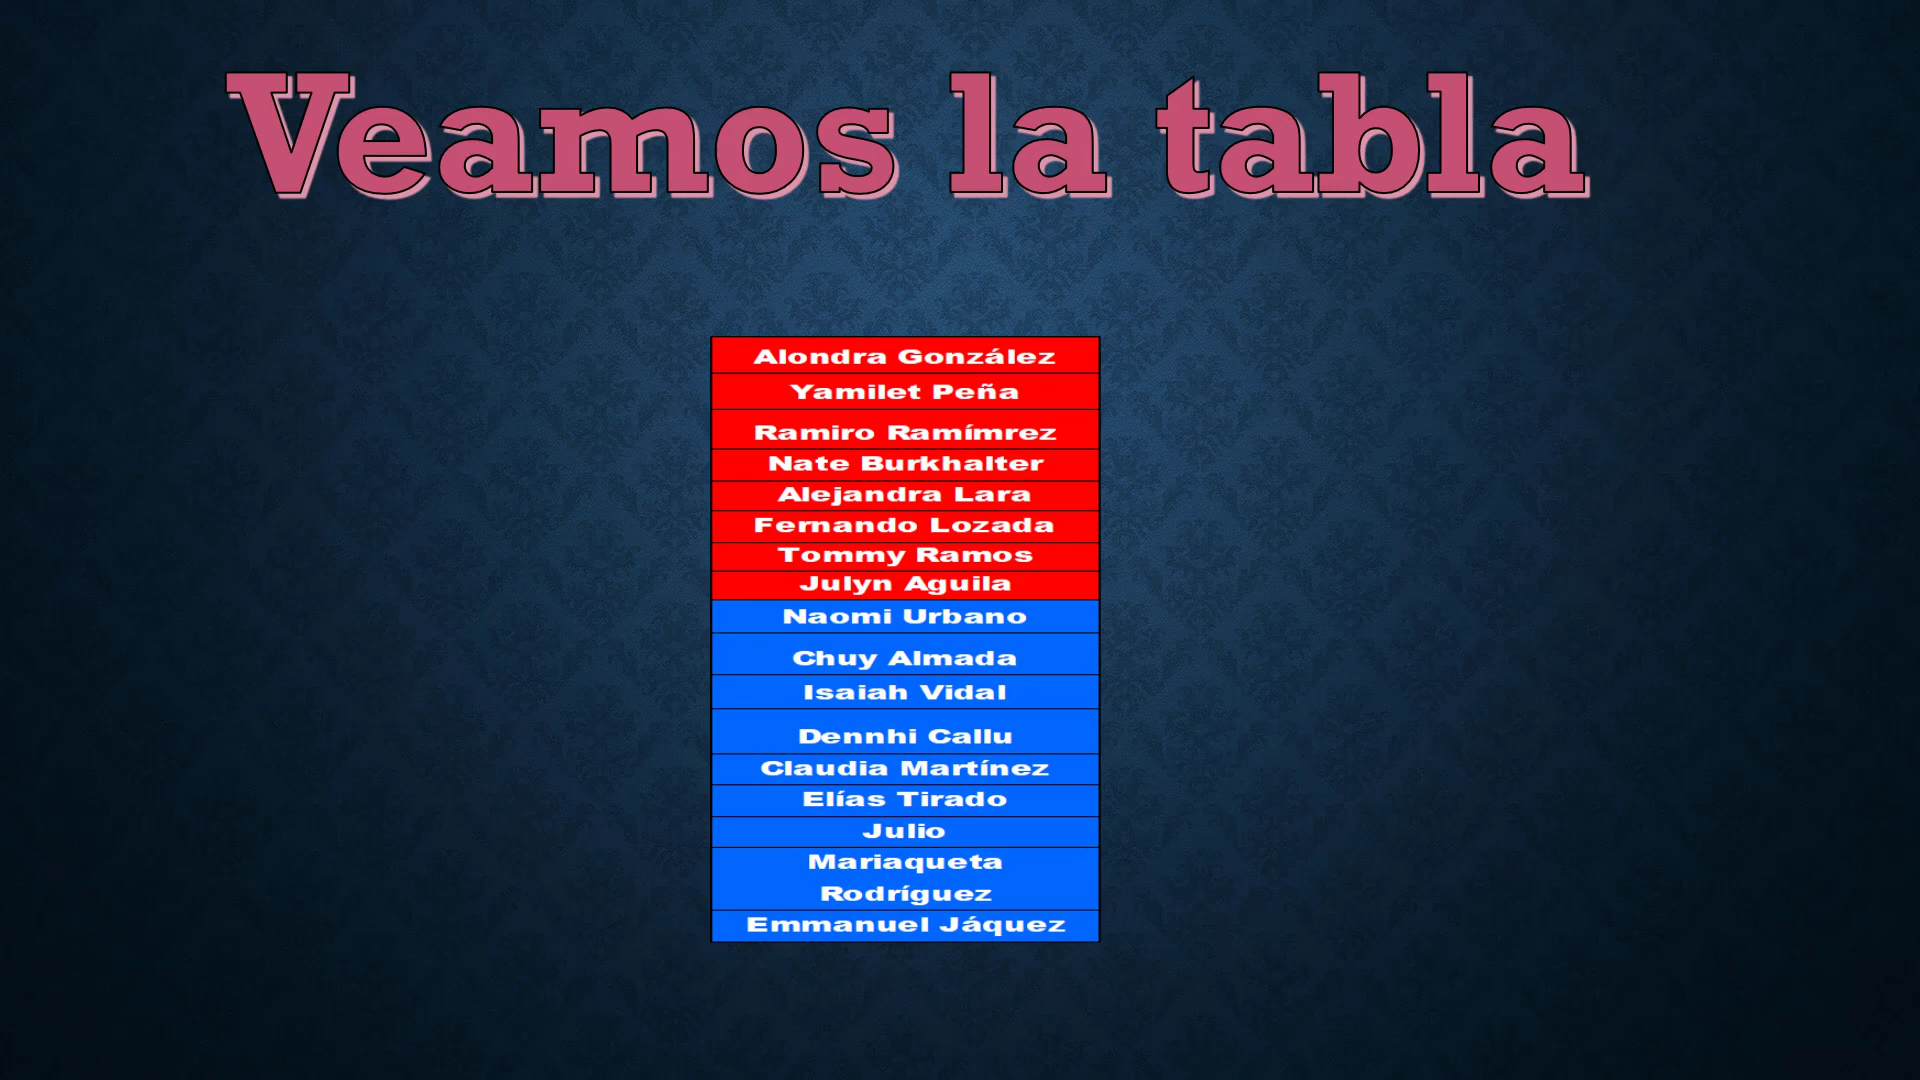 Veamos la tabla
Alondra González
Yamilet Peña
Ramiro Ramímrez
Nate Burkhalter
Alejandra Lara
Fernando Lozada
Tommy Ramos
Julyn Aguila
Naomi Urbano
Chuy Almada
Isaiah Vidal
Dennhi Callu
Claudia Martínez
Elías Tirado
Julio
Mariaqueta
Rodríguez
Emmanuel Jáquez